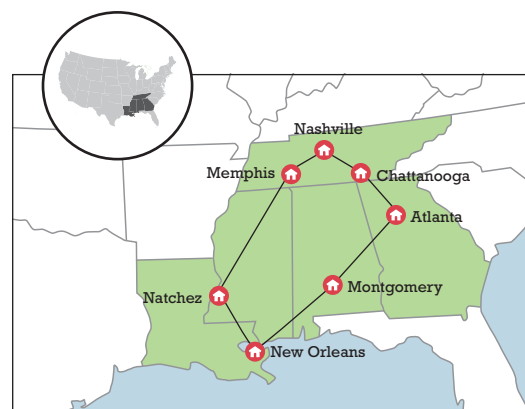 Nashville
Memphis
Chattanooga
Atlanta
Natchez
Montgomery
New Orleans